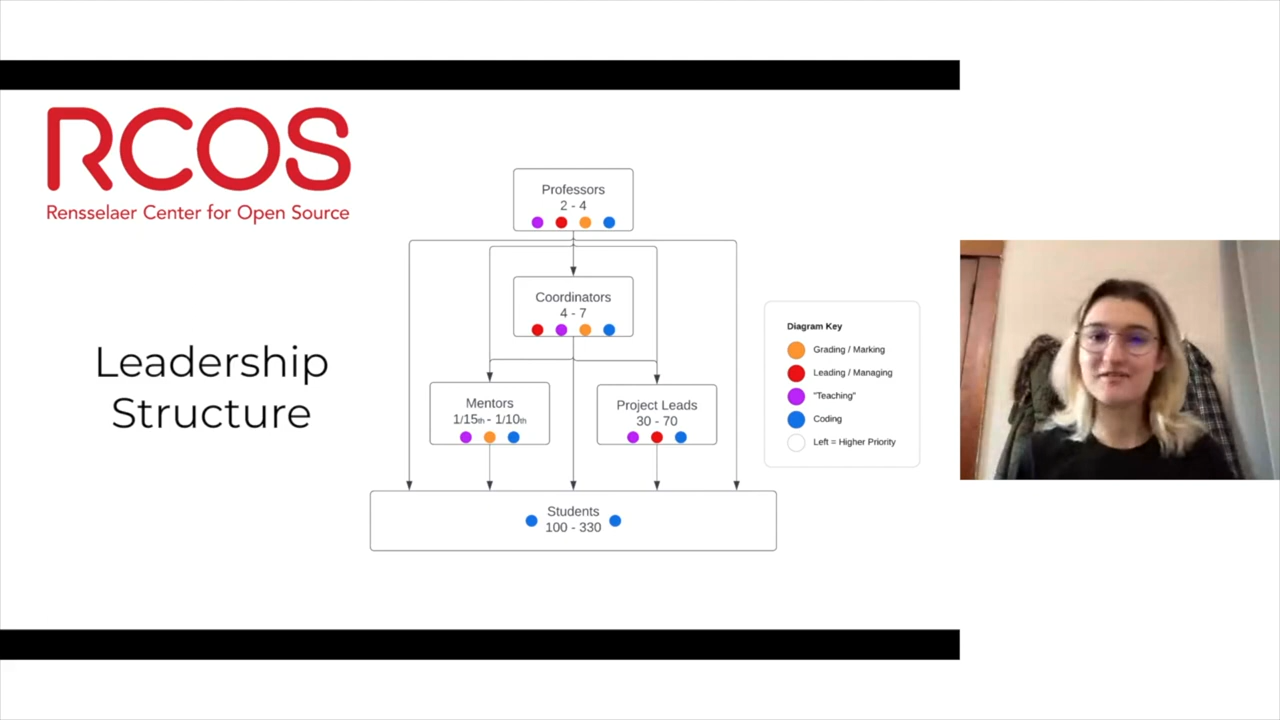 RCOS
Rensselaer Center for Open Source
Leadership
Structure
Professors
2 - 4
Coordinators
4 - 7
Mentors
1/15th - 1/10th
Project Leads
30 - 70
Students
100 - 330
Diagram Key
Grading / Marking
Leading / Managing
"Teaching"
Coding
Left = Higher Priority